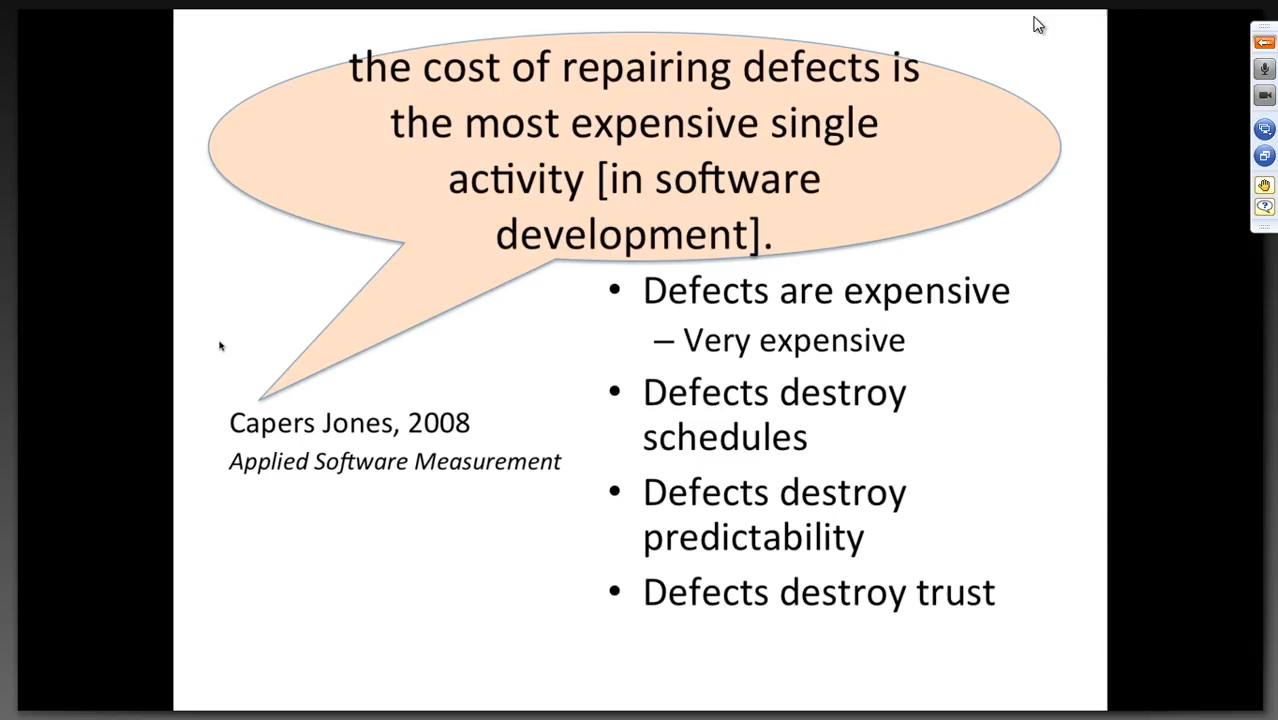 the cost of repairing defects is
the most expensive single
activity [in software
development].
• Defects are expensive
– Very expensive
• Defects destroy
schedules
• Defects destroy
predictability
• Defects destroy trust
Capers Jones, 2008
Applied Software Measurement